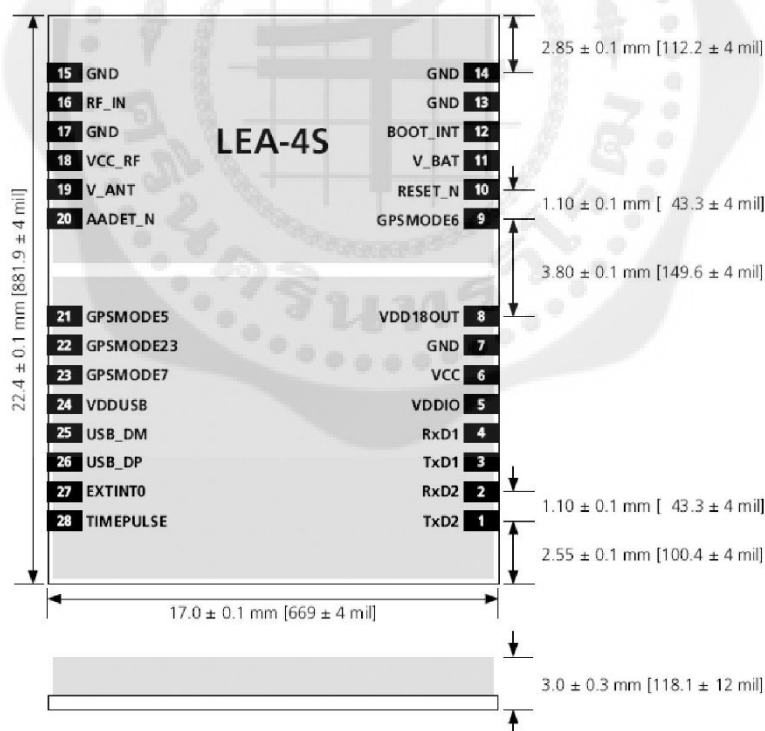 2.85 ± 0.1 mm [112.2 ± 4 mil]
15 GND GND 14
16 RF_IN GND 13
17 GND BOOT_INT 12
LEA-4S
18 VCC_RF V_BAT 11
19 V_ANT RESET_N 10
1.10 ± 0.1 mm [ 43.3 ± 4 mil]
20 AADET_N GPSMODE6 9
3.80 ± 0.1 mm [149.6 ± 4 mil]
22.4 ± 0.1 mm [881.9 ± 4 mil]
21 GPSMODE5 VDD18OUT 8
22 GPSMODE23 GND 7
23 GPSMODE7 VCC 6
24 VDDUSB VDDIO 5
25 USB_DM RxD1 4
26 USB_DP TxD1 3
27 EXTINT0 RxD2 2
1.10 ± 0.1 mm [ 43.3 ± 4 mil]
28 TIMEPULSE TxD2 1
2.55 ± 0.1 mm [100.4 ± 4 mil]
17.0 ± 0.1 mm [669 ± 4 mil]
3.0 ± 0.3 mm [118.1 ± 12 mil]